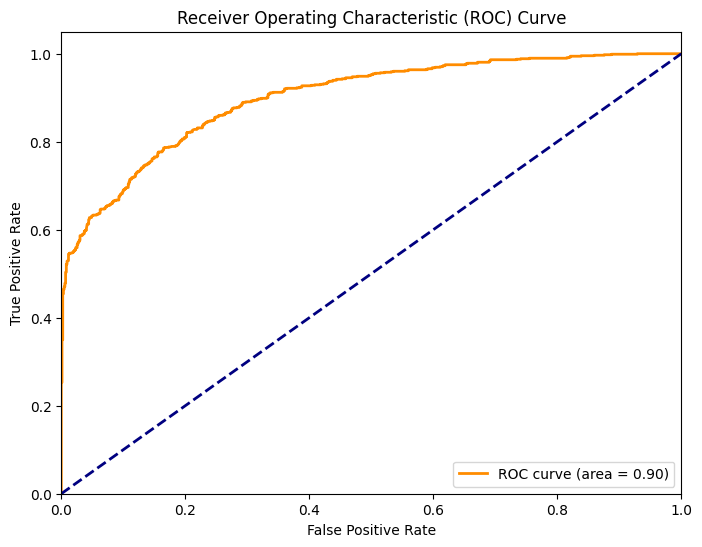 Receiver Operating Characteristic (ROC) Curve
True Positive Rate
1.0
0.8
0.6
0.4
0.2
0.0
ROC curve (area = 0.90)
0.0 0.2 0.4 0.6 0.8 1.0
False Positive Rate